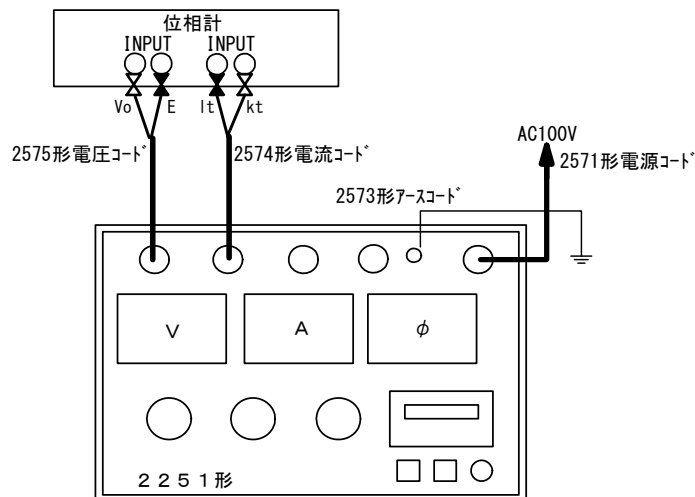 位相計
INPUT INPUT
Vo E It kt
2575形電圧ｺｰﾄﾞ 2574形電流ｺｰﾄﾞ
AC100V
2571形電源ｺｰﾄﾞ
2573形ｱｰｽｺｰﾄﾞ
V A φ
２２５１形